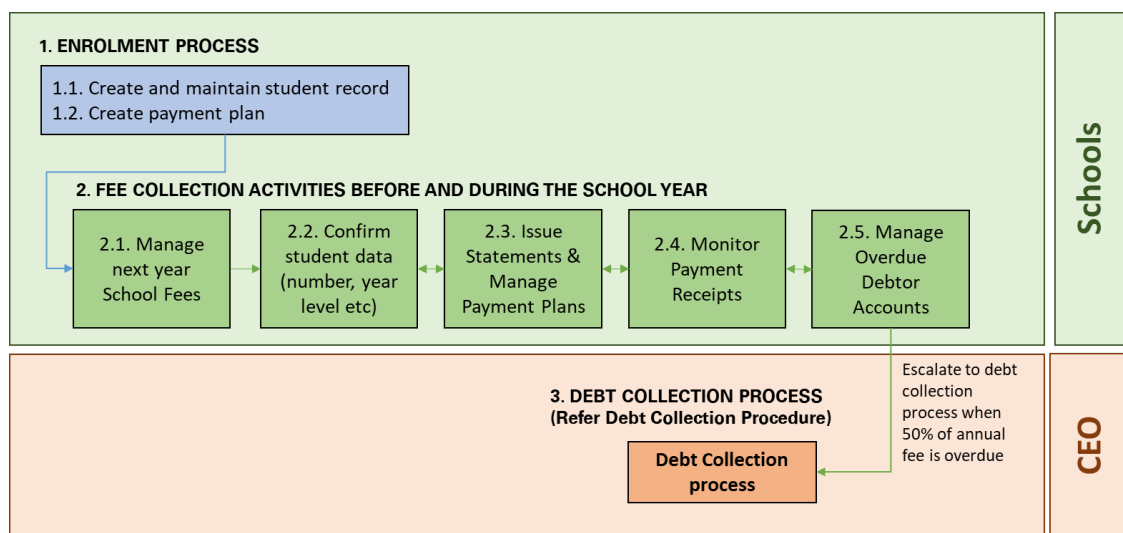 1. ENROLMENT PROCESS
1.1. Create and maintain student record
1.2. Create payment plan
2. FEE COLLECTION ACTIVITIES BEFORE AND DURING THE SCHOOL YEAR
2.1. Manage
next year
School Fees
2.2. Confirm
student data
(number, year
level etc)
2.3. Issue
Statements &
Manage
Payment Plans
2.4. Monitor
Payment
Receipts
2.5. Manage
Overdue
Debtor
Accounts
Schools
3. DEBT COLLECTION PROCESS
(Refer Debt Collection Procedure)
Debt Collection
process
Escalate to debt
collection
process when
50% of annual
fee is overdue
CEO